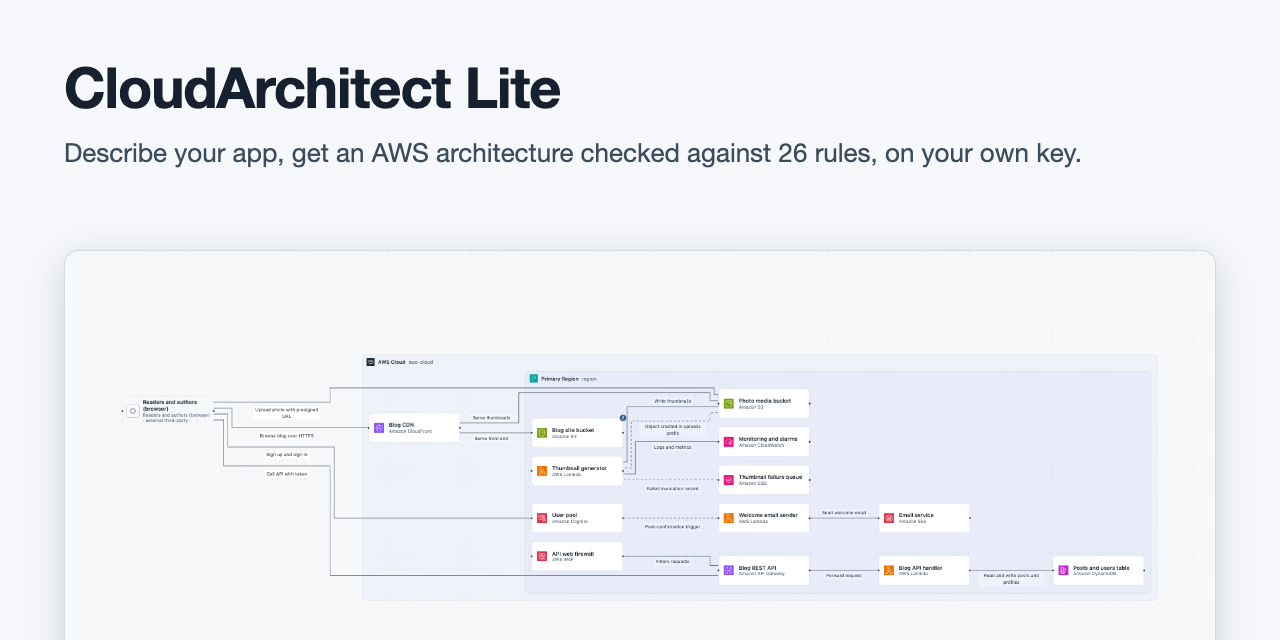 CloudArchitect Lite
Describe your app, get an AWS architecture checked against 26 rules, on your own key.
AWS Cloud aws-cloud
Primary Region region
Readers and authors
(browser)
Readers and authors (browser)
· external third-party
Upload photo with presigned
URL
Browse blog over HTTPS
Sign up and sign in
Call API with token
Blog CDN
Amazon CloudFront
Serve thumbnails
Serve front end
Blog site bucket
Amazon S3
Thumbnail generator
AWS Lambda
User pool
Amazon Cognito
API web firewall
AWS WAF
Write thumbnails
Object created in uploads
prefix
Logs and metrics
Failed invocation record
Post-confirmation trigger
Filters requests
Photo media bucket
Amazon S3
Monitoring and alarms
Amazon CloudWatch
Thumbnail failure queue
Amazon SQS
Welcome email sender
AWS Lambda
Blog REST API
Amazon API Gateway
Send welcome email
Forward request
Email service
Amazon SES
Blog API handler
AWS Lambda
Read and write posts and
profiles
Posts and users table
Amazon DynamoDB